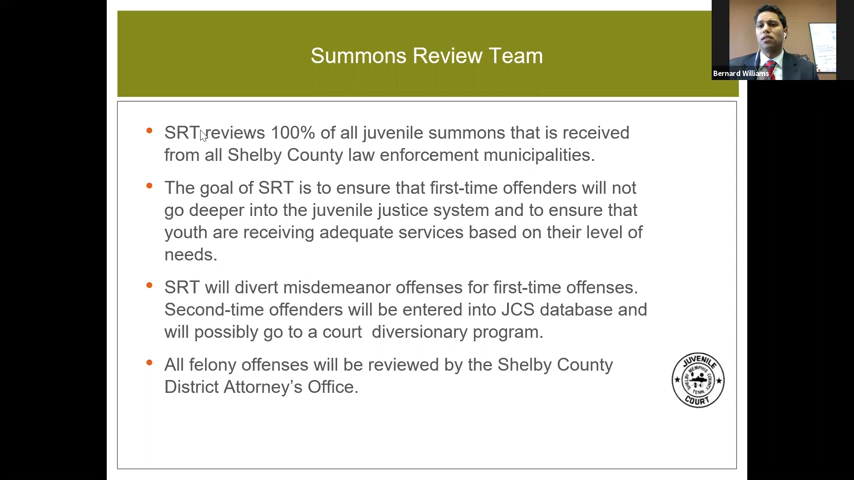 Summons Review Team
Bernard Williams
• SRT reviews 100% of all juvenile summons that is received
from all Shelby County law enforcement municipalities.
• The goal of SRT is to ensure that first-time offenders will not
go deeper into the juvenile justice system and to ensure that
youth are receiving adequate services based on their level of
needs.
• SRT will divert misdemeanor offenses for first-time offenses.
Second-time offenders will be entered into JCS database and
will possibly go to a court  diversionary program.
• All felony offenses will be reviewed by the Shelby County
District Attorney's Office.
JUVENILE
COURT